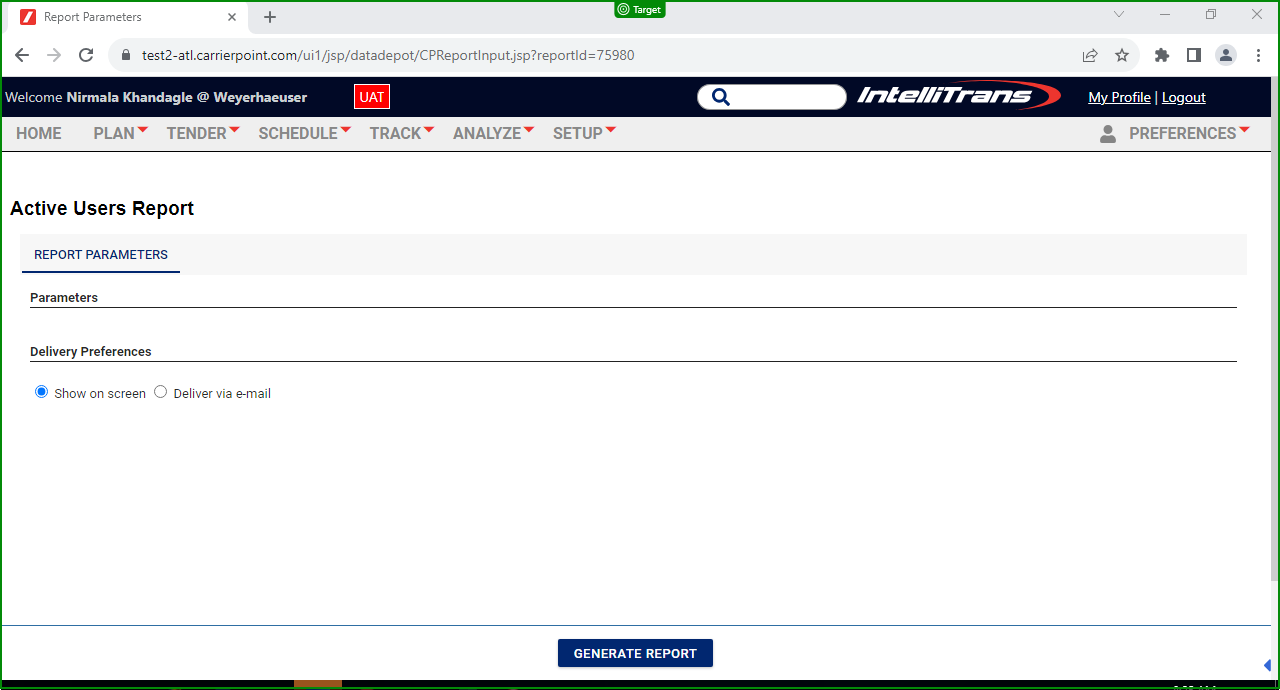 Target
Report Parameters
test2-atl.carrierpoint.com/ui1/jsp/datadepot/CPReportInput.jsp?reportId=75980
Welcome Nirmala Khandagle @ Weyerhaeuser UAT INTELLITRANS My Profile | Logout
HOME PLAN TENDER SCHEDULE TRACK ANALYZE SETUP PREFERENCES
Active Users Report
REPORT PARAMETERS
Parameters
Delivery Preferences
Show on screen Deliver via e-mail
GENERATE REPORT